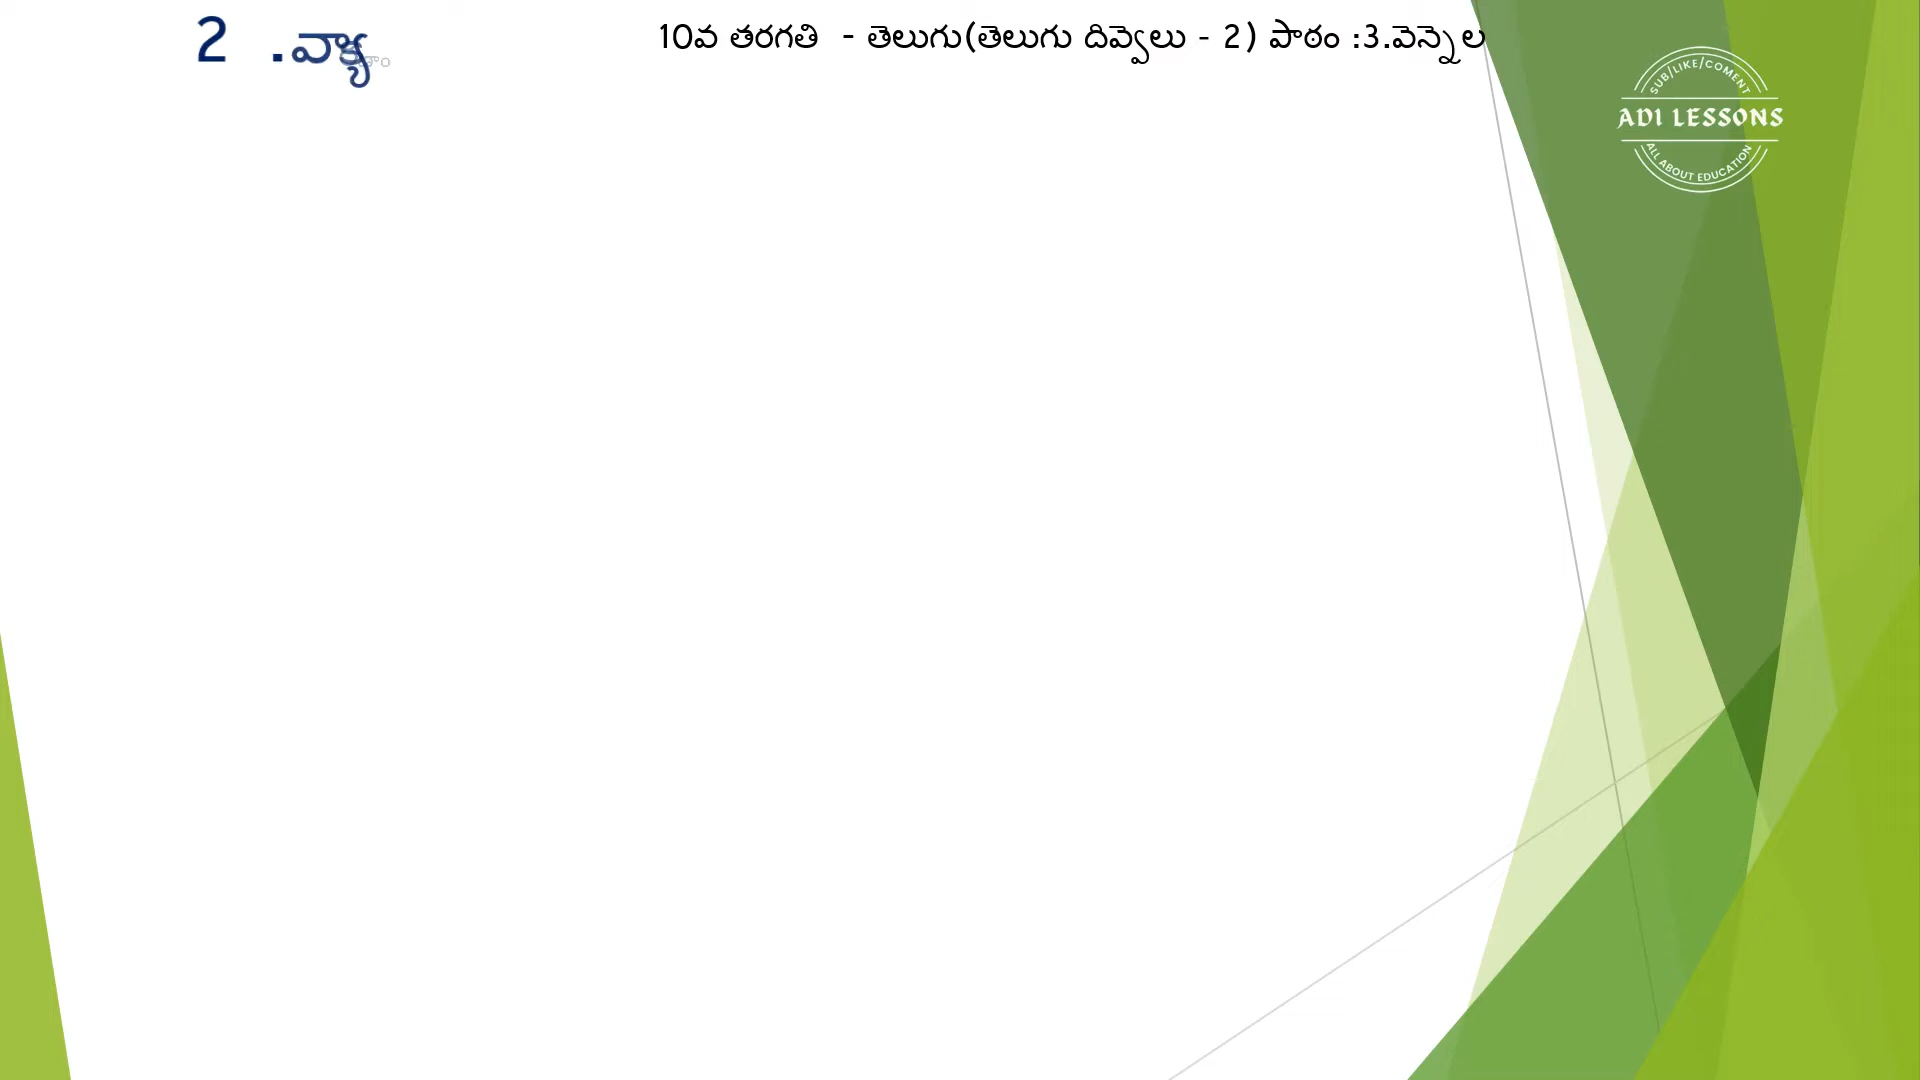 2 .వ్యా
10వ తరగతి - తెలుగు(తెలుగు దివ్వెలు - 2) పాఠం :3.వెన్నెల
SUB/LIKE/COMENT
ADI LESSONS
ALL ABOUT EDUCATION